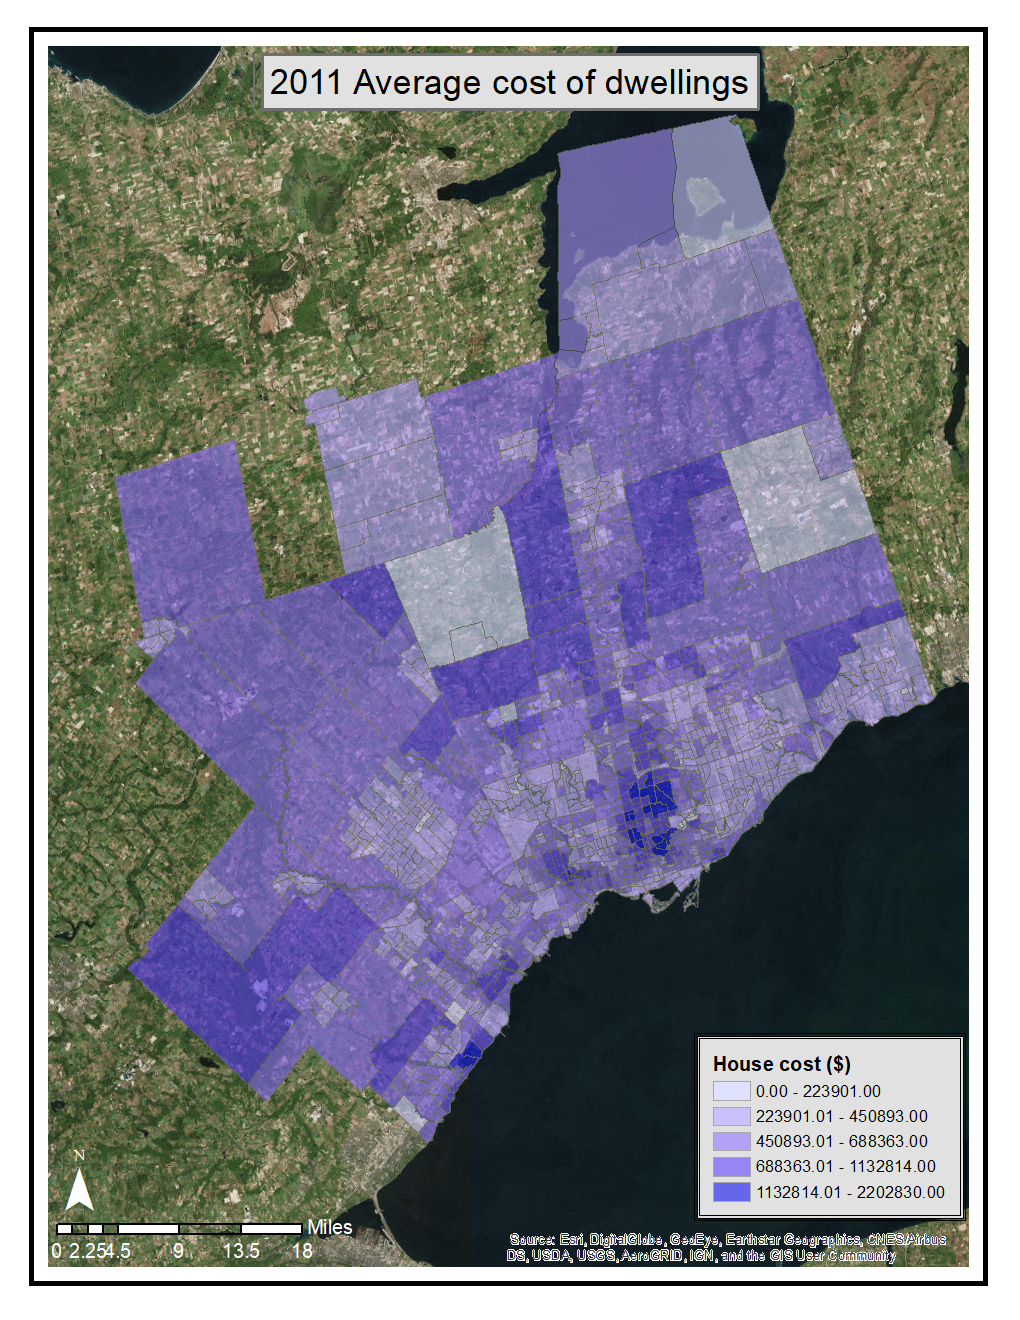 2011 Average cost of dwellings
House cost ($)
0.00 - 223901.00
223901.01 - 450893.00
450893.01 - 688363.00
688363.01 - 1132814.00
1132814.01 - 2202830.00
N
Miles
0 2.25 4.5 9 13.5 18
Source: Esri, DigitalGlobe, GeoEye, Earthstar Geographics, CNES/Airbus
DS, USDA, USGS, AeroGRID, IGN, and the GIS User Community